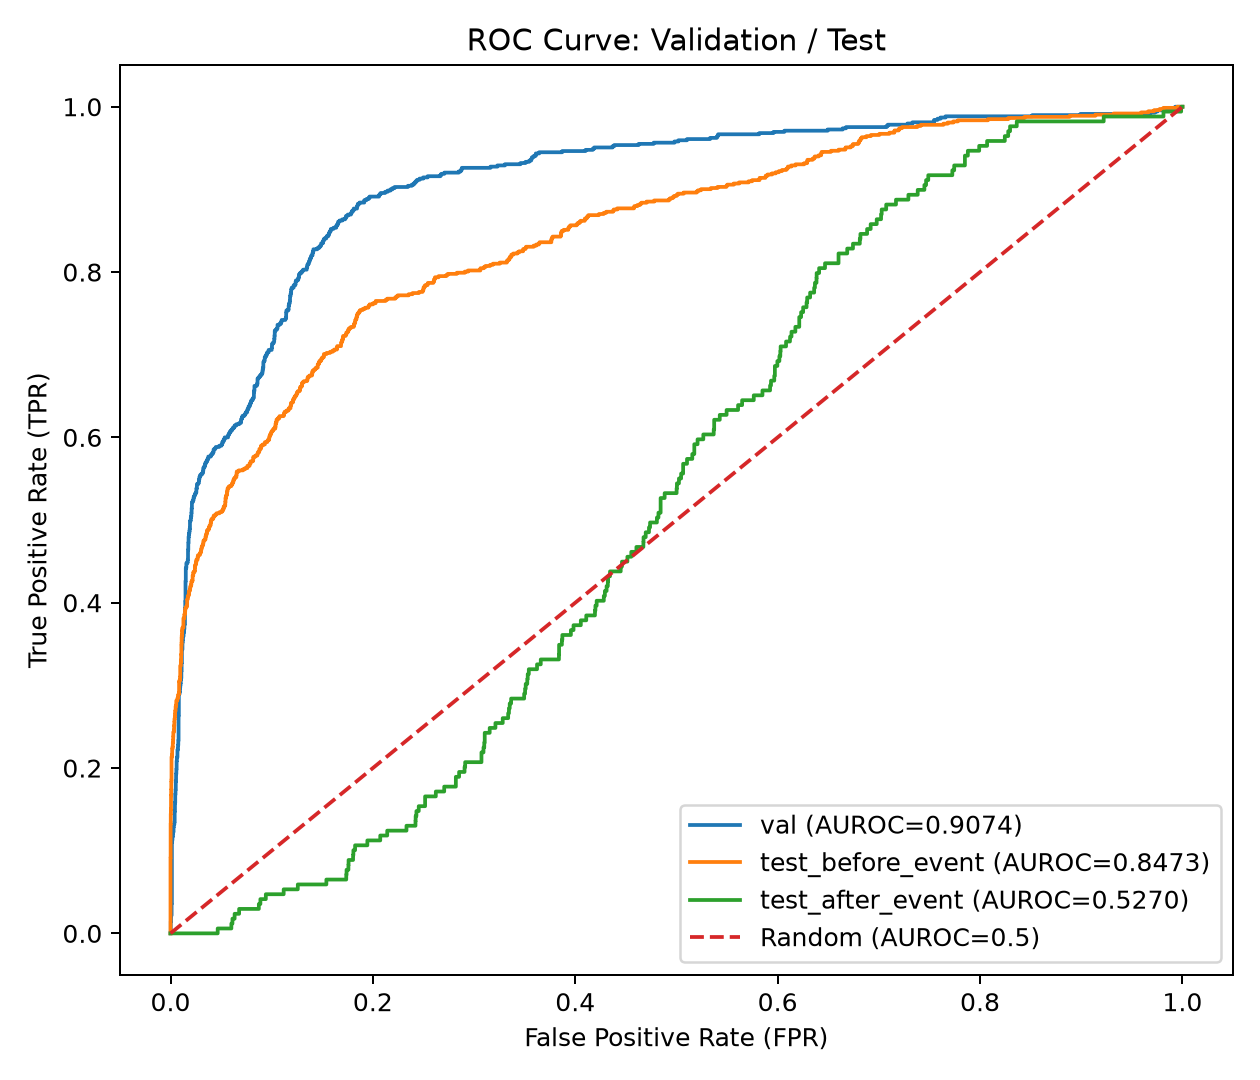 ROC Curve: Validation / Test
True Positive Rate (TPR)
1.0
0.8
0.6
0.4
0.2
0.0
val (AUROC=0.9074)
test_before_event (AUROC=0.8473)
test_after_event (AUROC=0.5270)
Random (AUROC=0.5)
0.0 0.2 0.4 0.6 0.8 1.0
False Positive Rate (FPR)